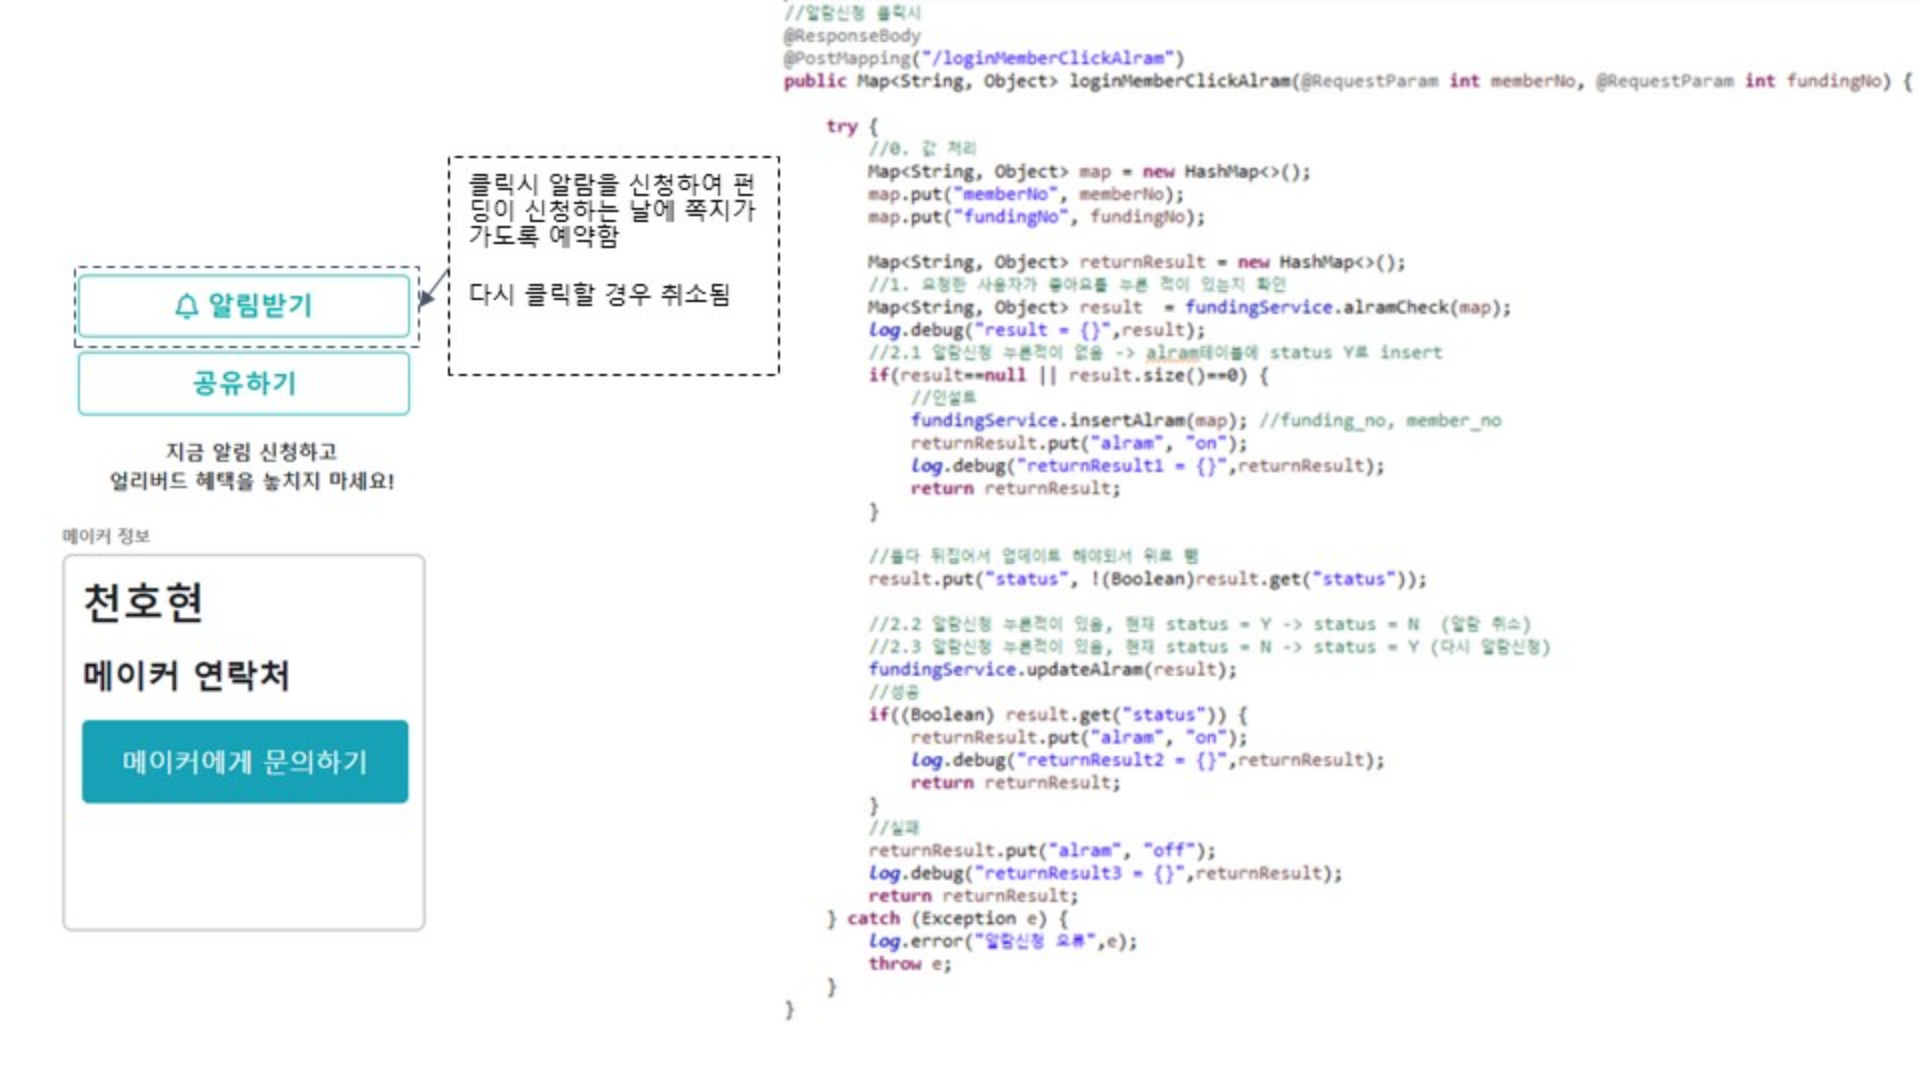 알림받기
공유하기
지금 알림 신청하고
얼리버드 혜택을 놓치지 마세요!
메이커 정보
천호현
메이커 연락처
메이커에게 문의하기
클릭시 알람을 신청하여 펀
딩이 신청하는 날에 쪽지가
가도록 예약함
다시 클릭할 경우 취소됨
//알람신청 클릭시
@ResponseBody
@PostMapping("/loginMemberClickAlram")
public Map<String, Object> loginMemberClickAlram(@RequestParam int memberNo, @RequestParam int fundingNo) {
try {
//0. 값 처리
Map<String, Object> map = new HashMap<>();
map.put("memberNo", memberNo);
map.put("fundingNo", fundingNo);
Map<String, Object> returnResult = new HashMap<>();
//1. 요청한 사용자가 좋아요를 누른 적이 있는지 확인
Map<String, Object> result  = fundingService.alramCheck(map);
log.debug("result = {}",result);
//2.1 알람신청 누른적이 없음 -> alram테이블에 status Y로 insert
if(result==null || result.size()==0) {
//인설트
fundingService.insertAlram(map); //funding_no, member_no
returnResult.put("alram", "on");
log.debug("returnResult1 = {}",returnResult);
return returnResult;
}
//둘다 뒤집어서 업데이트 해야되서 위로 뺌
result.put("status", !(Boolean)result.get("status"));
//2.2 알람신청 누른적이 있음, 현재 status = Y -> status = N  (알람 취소)
//2.3 알람신청 누른적이 있음, 현재 status = N -> status = Y (다시 알람신청)
fundingService.updateAlram(result);
//성공
if((Boolean) result.get("status")) {
returnResult.put("alram", "on");
log.debug("returnResult2 = {}",returnResult);
return returnResult;
}
//실패
returnResult.put("alram", "off");
log.debug("returnResult3 = {}",returnResult);
return returnResult;
} catch (Exception e) {
log.error("알람신청 오류",e);
throw e;
}
}